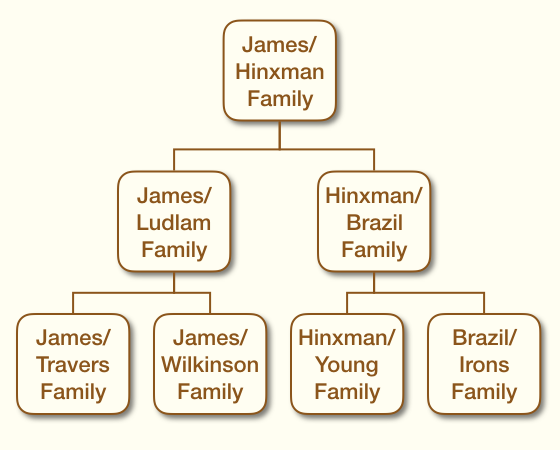 James/
Hinxman
Family
James/
Ludlam
Family
Hinxman/
Brazil
Family
James/
Travers
Family
James/
Wilkinson
Family
Hinxman/
Young
Family
Brazil/
Irons
Family